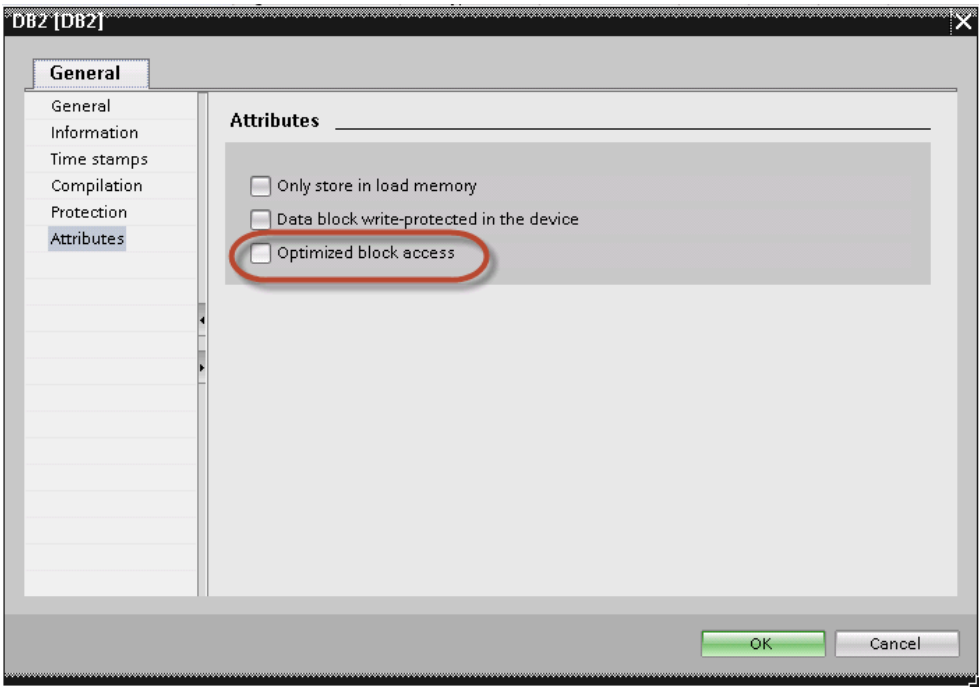 DB2 [DB2]
General
General
Information
Time stamps
Compilation
Protection
Attributes
Attributes
Only store in load memory
Data block write-protected in the device
Optimized block access
OK
Cancel